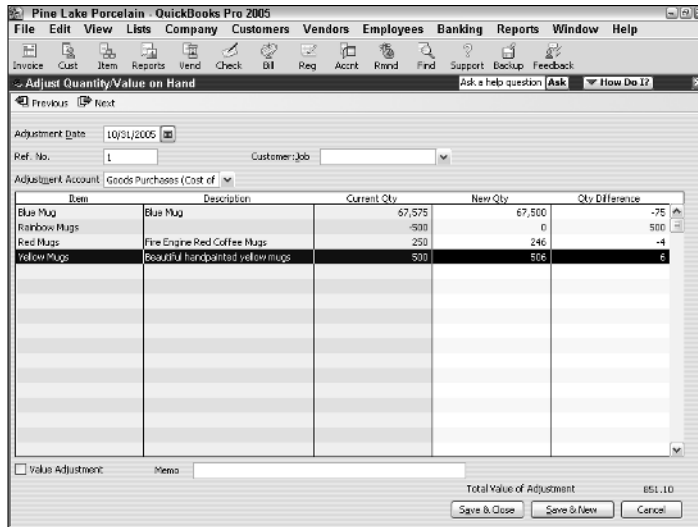 Pine Lake Porcelain - QuickBooks Pro 2005
File Edit View Lists Company Customers Vendors Employees Banking Reports Window Help
Invoice Cust Item Reports Vend Check Bill Reg Accnt Rmnd Find Support Backup Feedback
Adjust Quantity/Value on Hand Ask a help question Ask How Do I?
Previous Next
Adjustment Date 10/31/2005
Ref. No. 1 Customer:Job
Adjustment Account Goods Purchases (Cost of
Item Description Current Qty New Qty Qty Difference
Blue Mug Blue Mug 67,575 67,500 -75
Rainbow Mugs -500 0 500
Red Mugs Fire Engine Red Coffee Mugs 250 246 -4
Yellow Mugs Beautiful handpainted yellow mugs 500 506 6
Value Adjustment Memo
Total Value of Adjustment 851.10
Save & Close Save & New Cancel